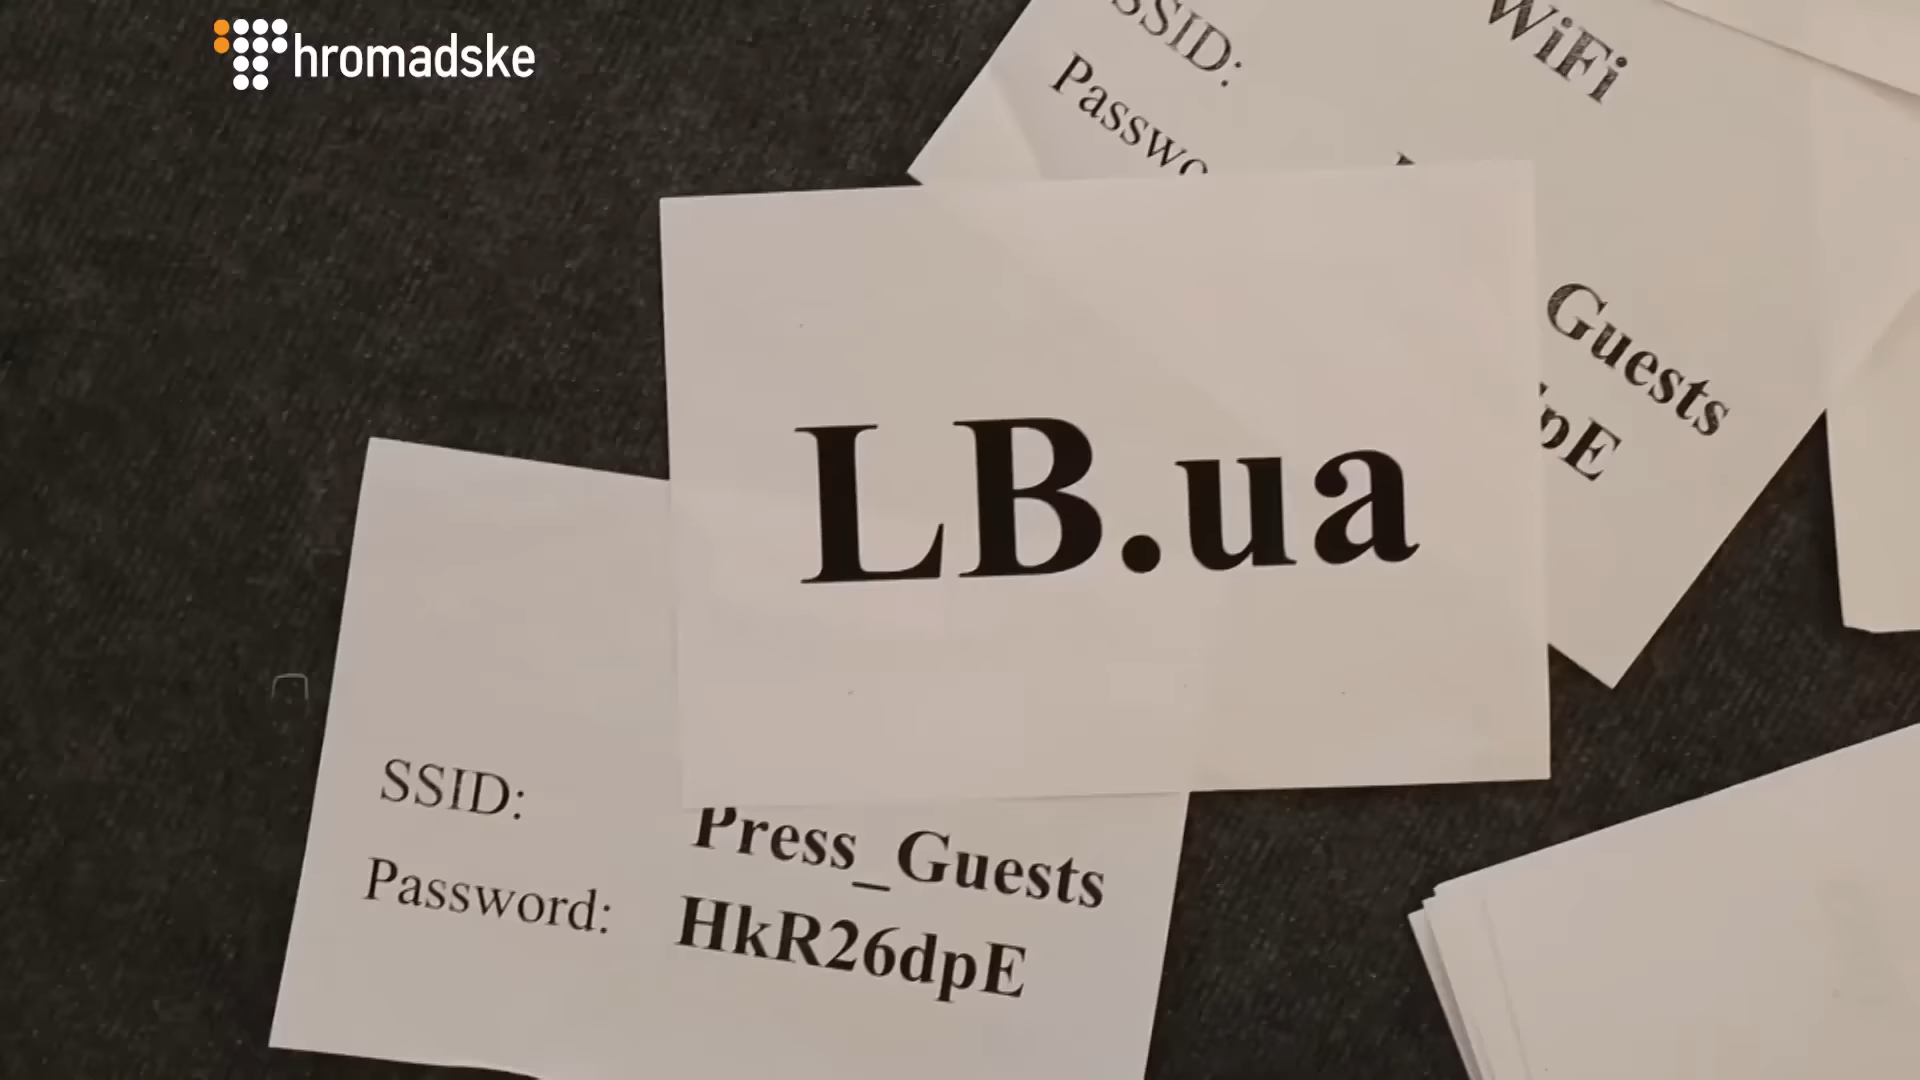 hromadske
WiFi
SSID:
Guests
LB.ua
SSID:
Press_Guests
Password:
HkR26dpE